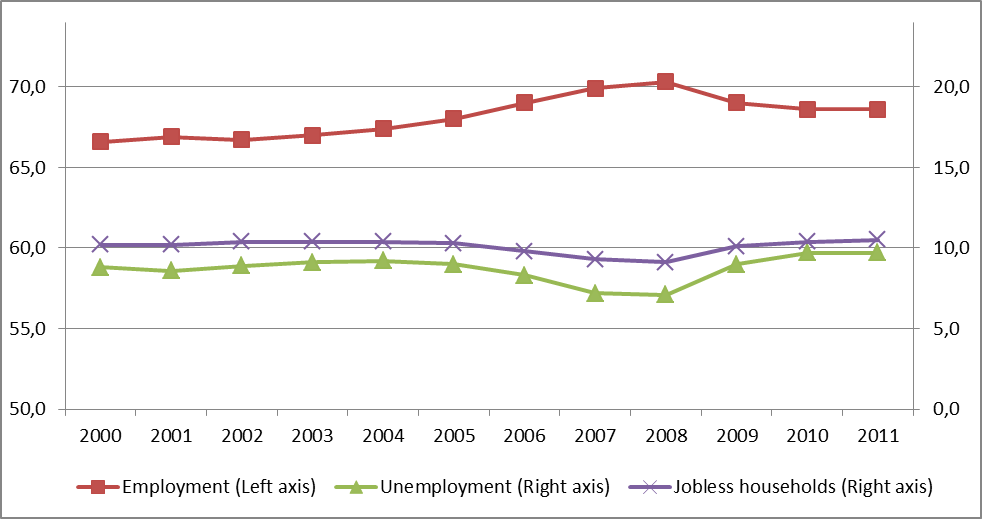 70,0 20,0
65,0 15,0
60,0 10,0
55,0 5,0
50,0 0,0
2000 2001 2002 2003 2004 2005 2006 2007 2008 2009 2010 2011
Employment (Left axis) Unemployment (Right axis) Jobless households (Right axis)